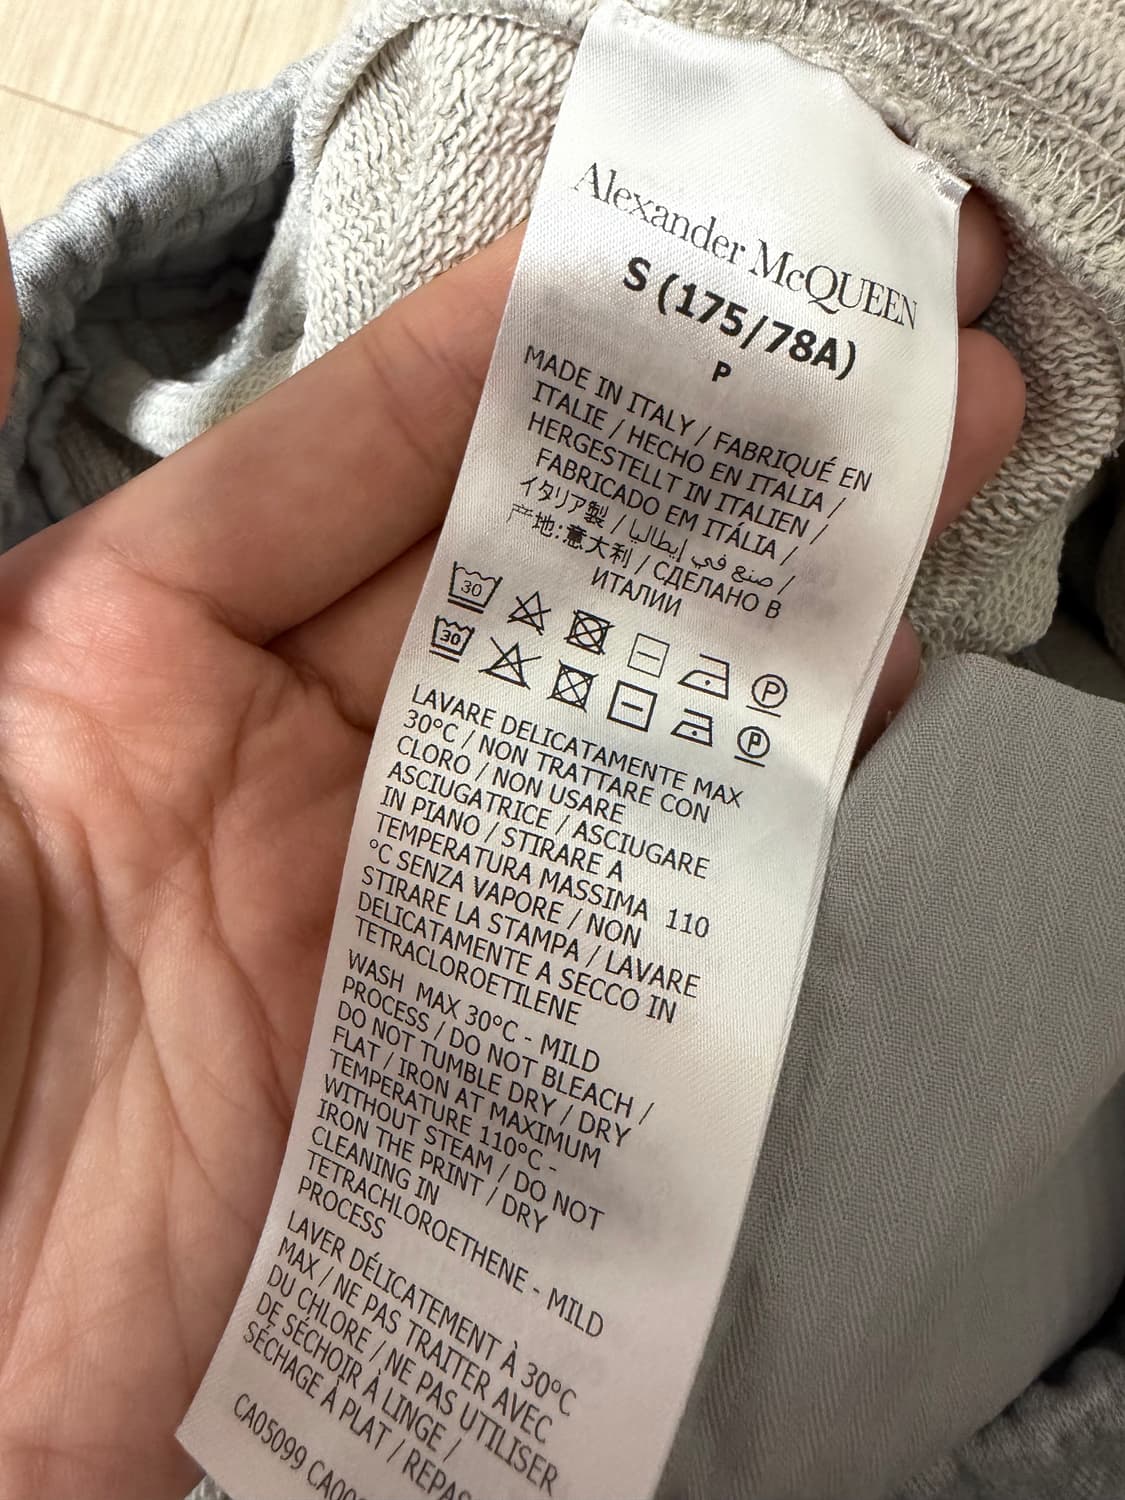 Alexander McQUEEN
S (175/78A)
P
MADE IN ITALY / FABRIQUÉ EN
ITALIE / HECHO EN ITALIA /
HERGESTELLT IN ITALIEN /
FABRICADO EM ITÁLIA /
イタリア製 / صنع في إيطاليا /
产地:意大利 / СДЕЛАНО В
ИТАЛИИ
30 P
30 P
LAVARE DELICATAMENTE MAX
30°C / NON TRATTARE CON
CLORO / NON USARE
ASCIUGATRICE / ASCIUGARE
IN PIANO / STIRARE A
TEMPERATURA MASSIMA 110
°C SENZA VAPORE / NON
STIRARE LA STAMPA / LAVARE
DELICATAMENTE A SECCO IN
TETRACLOROETILENE
WASH MAX 30°C - MILD
PROCESS / DO NOT BLEACH /
DO NOT TUMBLE DRY / DRY
FLAT / IRON AT MAXIMUM
TEMPERATURE 110°C -
WITHOUT STEAM / DO NOT
IRON THE PRINT / DRY
CLEANING IN
TETRACHLOROETHENE - MILD
PROCESS
LAVER DÉLICATEMENT À 30°C
MAX / NE PAS TRAITER AVEC
DU CHLORE / NE PAS UTILISER
DE SÉCHOIR À LINGE /
SÉCHAGE À PLAT /
CA05099